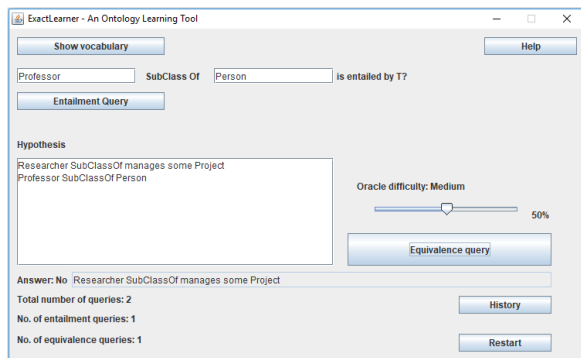 ExactLearner - An Ontology Learning Tool
Show vocabulary Help
Professor SubClass Of Person is entailed by T?
Entailment Query
Hypothesis
Researcher SubClassOf manages some Project
Professor SubClassOf Person
Oracle difficulty: Medium
50%
Equivalence query
Answer: No Researcher SubClassOf manages some Project
Total number of queries: 2
History
No. of entailment queries: 1
No. of equivalence queries: 1
Restart